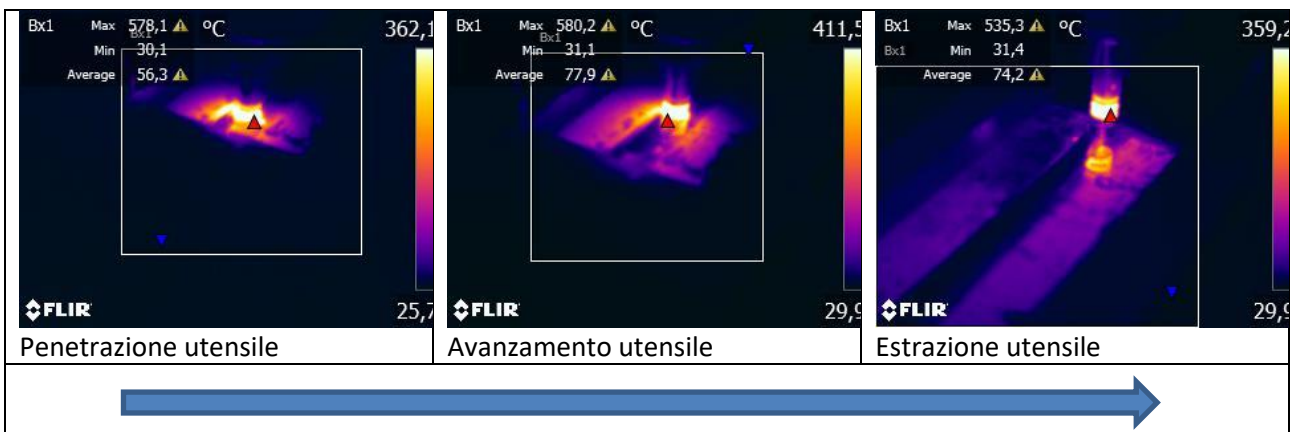 Bx1 Max 578,1 °C 362,1
Bx1
Min 30,1
Average 56,3
FLIR
25,7
Penetrazione utensile
Bx1 Max 580,2 °C 411,5
Bx1
Min 31,1
Average 77,9
FLIR
29,9
Avanzamento utensile
Bx1 Max 535,3 °C 359,2
Bx1 Min 31,4
Average 74,2
FLIR
29,9
Estrazione utensile